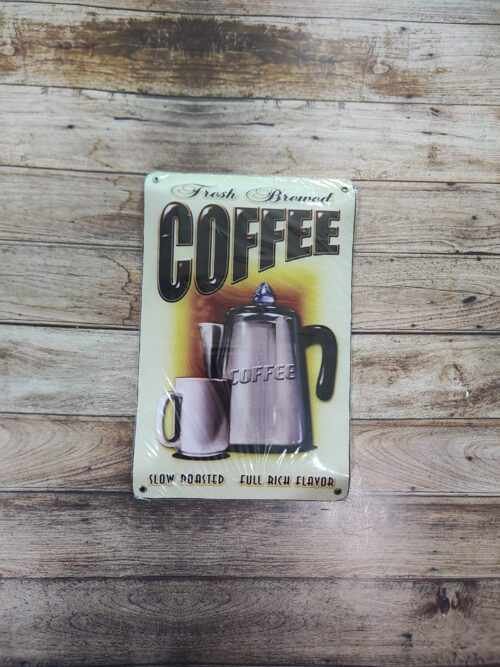 Fresh Brewed
COFFEE
COFFEE
SLOW ROASTED FULL RICH FLAVOR